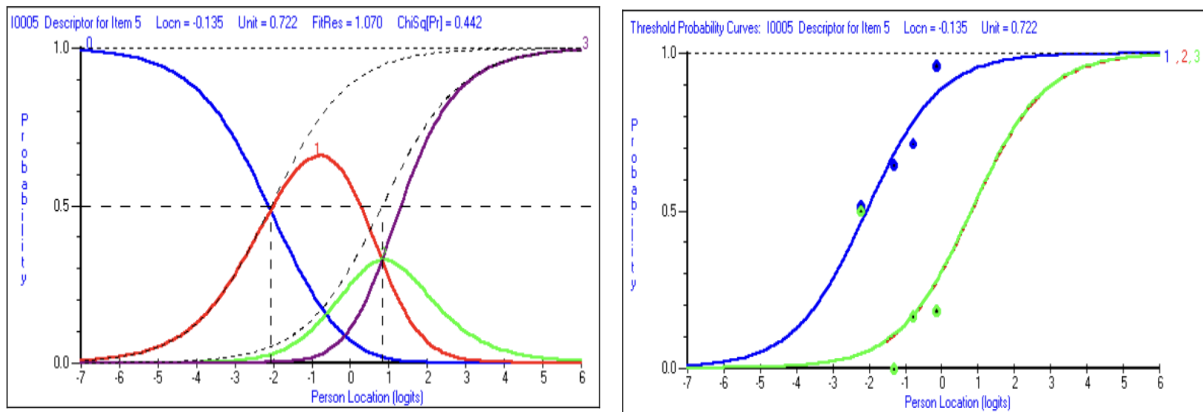 I0005 Descriptor for Item 5 Locn = -0.135 Unit = 0.722 FitRes = 1.070 ChiSq[Pr] = 0.442
0
3
1.0
1
Probability
0.5
0.0
-7 -6 -5 -4 -3 -2 -1 0 1 2 3 4 5 6
Person Location (logits)
Threshold Probability Curves: I0005 Descriptor for Item 5 Locn = -0.135 Unit = 0.722
1.0
1 ,2,3
Probability
0.5
0.0
-7 -6 -5 -4 -3 -2 -1 0 1 2 3 4 5 6
Person Location (logits)